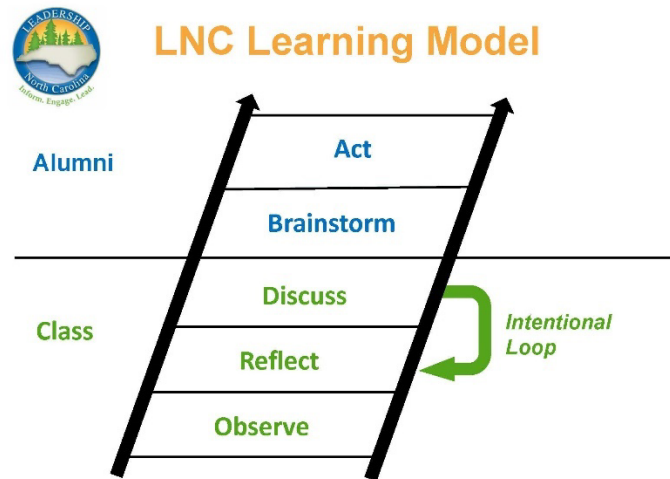 LEADERSHIP
North Carolina
Inform. Engage. Lead.
LNC Learning Model
Alumni
Act
Brainstorm
Discuss
Class
Intentional
Loop
Reflect
Observe